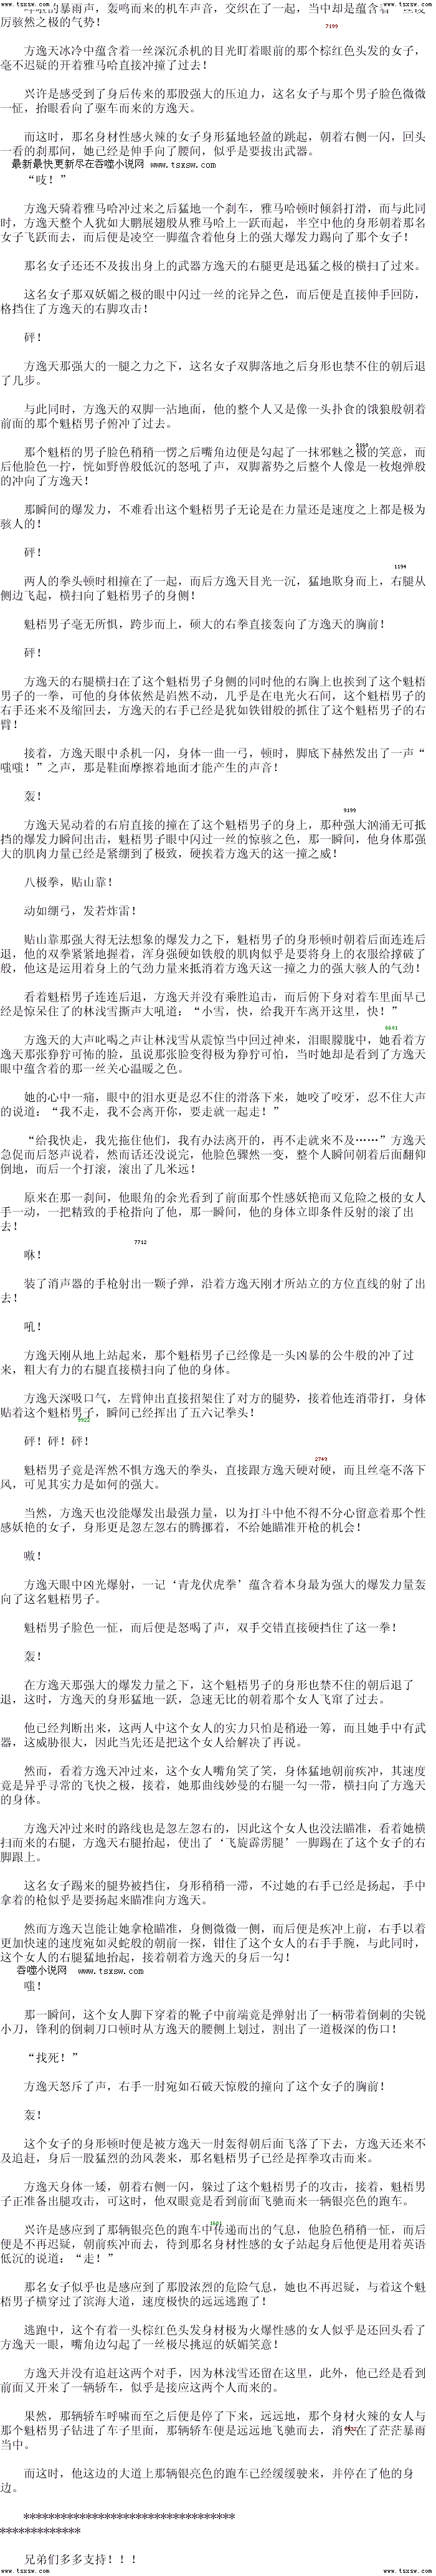 www.tsxsw.com www.tsxsw.com
的暴雨声，轰鸣而来的机车声音，交织在了一起，当中却是蕴含着
厉骇然之极的气势！
7199
方逸天冰冷中蕴含着一丝深沉杀机的目光盯着眼前的那个棕红色头发的女子，
毫不迟疑的开着雅马哈直接冲撞了过去！
兴许是感受到了身后传来的那股强大的压迫力，这名女子与那个男子脸色微微
一怔，抬眼看向了驱车而来的方逸天。
而这时，那名身材性感火辣的女子身形猛地轻盈的跳起，朝着右侧一闪，回头
一看的刹那间，她已经是伸手向了腰间，似乎是要拔出武器。
最新最快更新尽在吞噬小说网 www.tsxsw.com
“吱！”
方逸天骑着雅马哈冲过来之后猛地一个刹车，雅马哈顿时倾斜打滑，而与此同
时，方逸天整个人犹如大鹏展翅般从雅马哈上一跃而起，半空中他的身形朝着那名
女子飞跃而去，而后便是凌空一脚蕴含着他身上的强大爆发力踢向了那个女子！
那名女子还还不及拔出身上的武器方逸天的右腿更是迅猛之极的横扫了过来。
这名女子那双妖媚之极的眼中闪过一丝的诧异之色，而后便是直接伸手回防，
格挡住了方逸天的右脚攻击！
砰！
方逸天那强大的一腿之力之下，这名女子双脚落地之后身形也禁不住的朝后退
了几步。
与此同时，方逸天的双脚一沾地面，他的整个人又是像一头扑食的饿狼般朝着
前面的那个魁梧男子俯冲了过去。
那个魁梧的男子脸色稍稍一愣之后嘴角边便是勾起了一抹邪魅之极的笑意，而
后他脸色一拧，恍如野兽般低沉的怒吼了声，双脚蓄势之后整个人像是一枚炮弹般
的冲向了方逸天！
那瞬间的爆发力，不难看出这个魁梧男子无论是在力量还是速度之上都是极为
骇人的！
砰！
1194
两人的拳头顿时相撞在了一起，而后方逸天目光一沉，猛地欺身而上，右腿从
侧边飞起，横扫向了魁梧男子的身侧！
魁梧男子毫无所惧，跨步而上，硕大的右拳直接轰向了方逸天的胸前！
砰！
方逸天的右腿横扫在了这个魁梧男子身侧的同时他的右胸上也挨到了这个魁梧
男子的一拳，可他的身体依然是岿然不动，几乎是在电光火石间，这个魁梧男子的
右手还来不及缩回去，方逸天的右手已经是犹如铁钳般的抓住了这个魁梧男子的右
臂！
接着，方逸天眼中杀机一闪，身体一曲一弓，顿时，脚底下赫然发出了一声“
嗤嗤！”之声，那是鞋面摩擦着地面才能产生的声音！
轰！
9199
方逸天晃动着的右肩直接的撞在了这个魁梧男子的身上，那种强大汹涌无可抵
挡的爆发力瞬间出击，魁梧男子眼中闪过一丝的惊骇之色，那一瞬间，他身体那强
大的肌肉力量已经是紧绷到了极致，硬挨着方逸天的这一撞之威！
八极拳，贴山靠！
动如绷弓，发若炸雷！
贴山靠那强大得无法想象的爆发力之下，魁梧男子的身形顿时朝着后面连连后
退，他的双拳紧紧地握着，浑身强硬如铁般的肌肉似乎是要将身上的衣服给撑破了
般，他这是运用着身上的气劲力量来抵消着方逸天这一撞之力的强大骇人的气劲！
看着魁梧男子连连后退，方逸天并没有乘胜追击，而后俯下身对着车里面早已
经是惊呆住了的林浅雪撕声大吼道：“小雪，快，给我开车离开这里，快！”
6641
方逸天的大声叱喝之声让林浅雪从震惊当中回过神来，泪眼朦胧中，她看着方
逸天那张狰狞可怖的脸，虽说那张脸变得极为狰狞可怕，当时她却是看到了方逸天
眼中蕴含着的那一丝关心温暖之色。
她的心中一痛，眼中的泪水更是忍不住的滑落下来，她咬了咬牙，忍不住大声
的说道：“我不走，我不会离开你，要走就一起走！”
“给我快走，我先拖住他们，我有办法离开的，再不走就来不及……”方逸天
急促而后怒声说着，然而话还没说完，他脸色骤然一变，整个人瞬间朝着后面翻仰
倒地，而后一个打滚，滚出了几米远！
原来在那一刹间，他眼角的余光看到了前面那个性感妖艳而又危险之极的女人
手一动，一把精致的手枪指向了他，那一瞬间，他的身体立即条件反射的滚了出
去！
7712
咻！
装了消声器的手枪射出一颗子弹，沿着方逸天刚才所站立的方位直线的射了出
去！
吼！
方逸天刚从地上站起来，那个魁梧男子已经像是一头凶暴的公牛般的冲了过
来，粗大有力的右腿直接横扫向了他的身体。
方逸天深吸口气，左臂伸出直接招架住了对方的腿势，接着他连消带打，身体
贴着这个魁梧男子，瞬间已经挥出了五六记拳头！
9922
砰！砰！砰！
2749
魁梧男子竟是浑然不惧方逸天的拳头，直接跟方逸天硬对硬，而且丝毫不落下
风，可见其实力是如何的强大。
当然，方逸天也没能爆发出最强力量，以为打斗中他不得不分心留意着那个性
感妖艳的女子，身形更是忽左忽右的腾挪着，不给她瞄准开枪的机会！
嗷！
方逸天眼中凶光爆射，一记‘青龙伏虎拳’蕴含着本身最为强大的爆发力量轰
向了这名魁梧男子。
魁梧男子脸色一怔，而后便是怒喝了声，双手交错直接硬挡住了这一拳！
轰！
在方逸天那强大的爆发力量之下，这个魁梧男子的身形也禁不住的朝后退了
退，这时，方逸天的身形猛地一跃，急速无比的朝着那个女人飞窜了过去。
他已经判断出来，这两人中这个女人的实力只怕是稍逊一筹，而且她手中有武
器，这威胁很大，因此当先还是把这个女人给解决了再说。
然而，看着方逸天冲过来，这个女人嘴角笑了笑，身体猛地朝前疾冲，其速度
竟是异乎寻常的飞快之极，接着，她那曲线妙曼的右腿一勾一带，横扫向了方逸天
的身体。
方逸天冲过来时的路线也是忽左忽右的，因此这个女人也没法瞄准，看着她横
扫而来的右腿，方逸天右腿抬起，使出了‘飞旋霹雳腿’一脚踢在了这个女子的右
脚跟上。
这名女子踢来的腿势被挡住，身形稍稍一滞，不过她的右手已经是扬起，手中
拿着的枪似乎是要扬起来瞄准向方逸天。
然而方逸天岂能让她拿枪瞄准，身侧微微一侧，而后便是疾冲上前，右手以着
更加快速的速度宛如灵蛇般的朝前一探，钳住了这个女人的右手手腕，与此同时，
这个女人的右腿猛地抬起，接着朝着方逸天的身后一勾！
吞噬小说网 www.tsxsw.com
嗤！
那一瞬间，这个女人脚下穿着的靴子中前端竟是弹射出了一柄带着倒刺的尖锐
小刀，锋利的倒刺刀口顿时从方逸天的腰侧上划过，割出了一道极深的伤口！
“找死！”
方逸天怒斥了声，右手一肘宛如石破天惊般的撞向了这个女子的胸前！
轰！
这个女子的身形顿时便是被方逸天一肘轰得朝后面飞落了下去，方逸天还来不
及追赶，身后一股猛烈的劲风袭来，那名魁梧男子已经是挥拳攻击而来。
方逸天身体一矮，朝着右侧一闪，躲过了这个魁梧男子的攻击，接着，魁梧男
子正准备出腿攻击，可这时，他双眼竟是看到前面飞驰而来一辆银亮色的跑车。
兴许是感应到了那辆银亮色的跑车中传递而出的气息，他脸色稍稍一怔，而后
便是不再迟疑，朝前疾冲而去，待到那名身材性感的女子站起身后他便是用着英语
低沉的说道：“走！”
那名女子似乎也是感应到了那股浓烈的危险气息，她也不再迟疑，与着这个魁
梧男子横穿过了滨海大道，速度极快的远远逃跑了！
逃跑中，这个有着一头棕红色头发身材极为火爆性感的女人似乎是还回头看了
方逸天一眼，嘴角边勾起了一丝极尽挑逗的妖媚笑意！
方逸天并没有追赶这两个对手，因为林浅雪还留在这里，此外，他已经是看到
前面又开来了一辆轿车，似乎是接应这两个人而来的。
果然，那辆轿车呼啸而至之后便是停了下来，远远地，那个身材火辣的女人与
那个魁梧男子钻进了车子里面，那辆轿车便是远远地飞驰而去，消失在了茫茫暴雨
当中。
而这时，他这边的大道上那辆银亮色的跑车已经缓缓驶来，并停在了他的身
边。
**********************************
*************
兄弟们多多支持！！！
www.tsxsw.com www.tsxsw.com